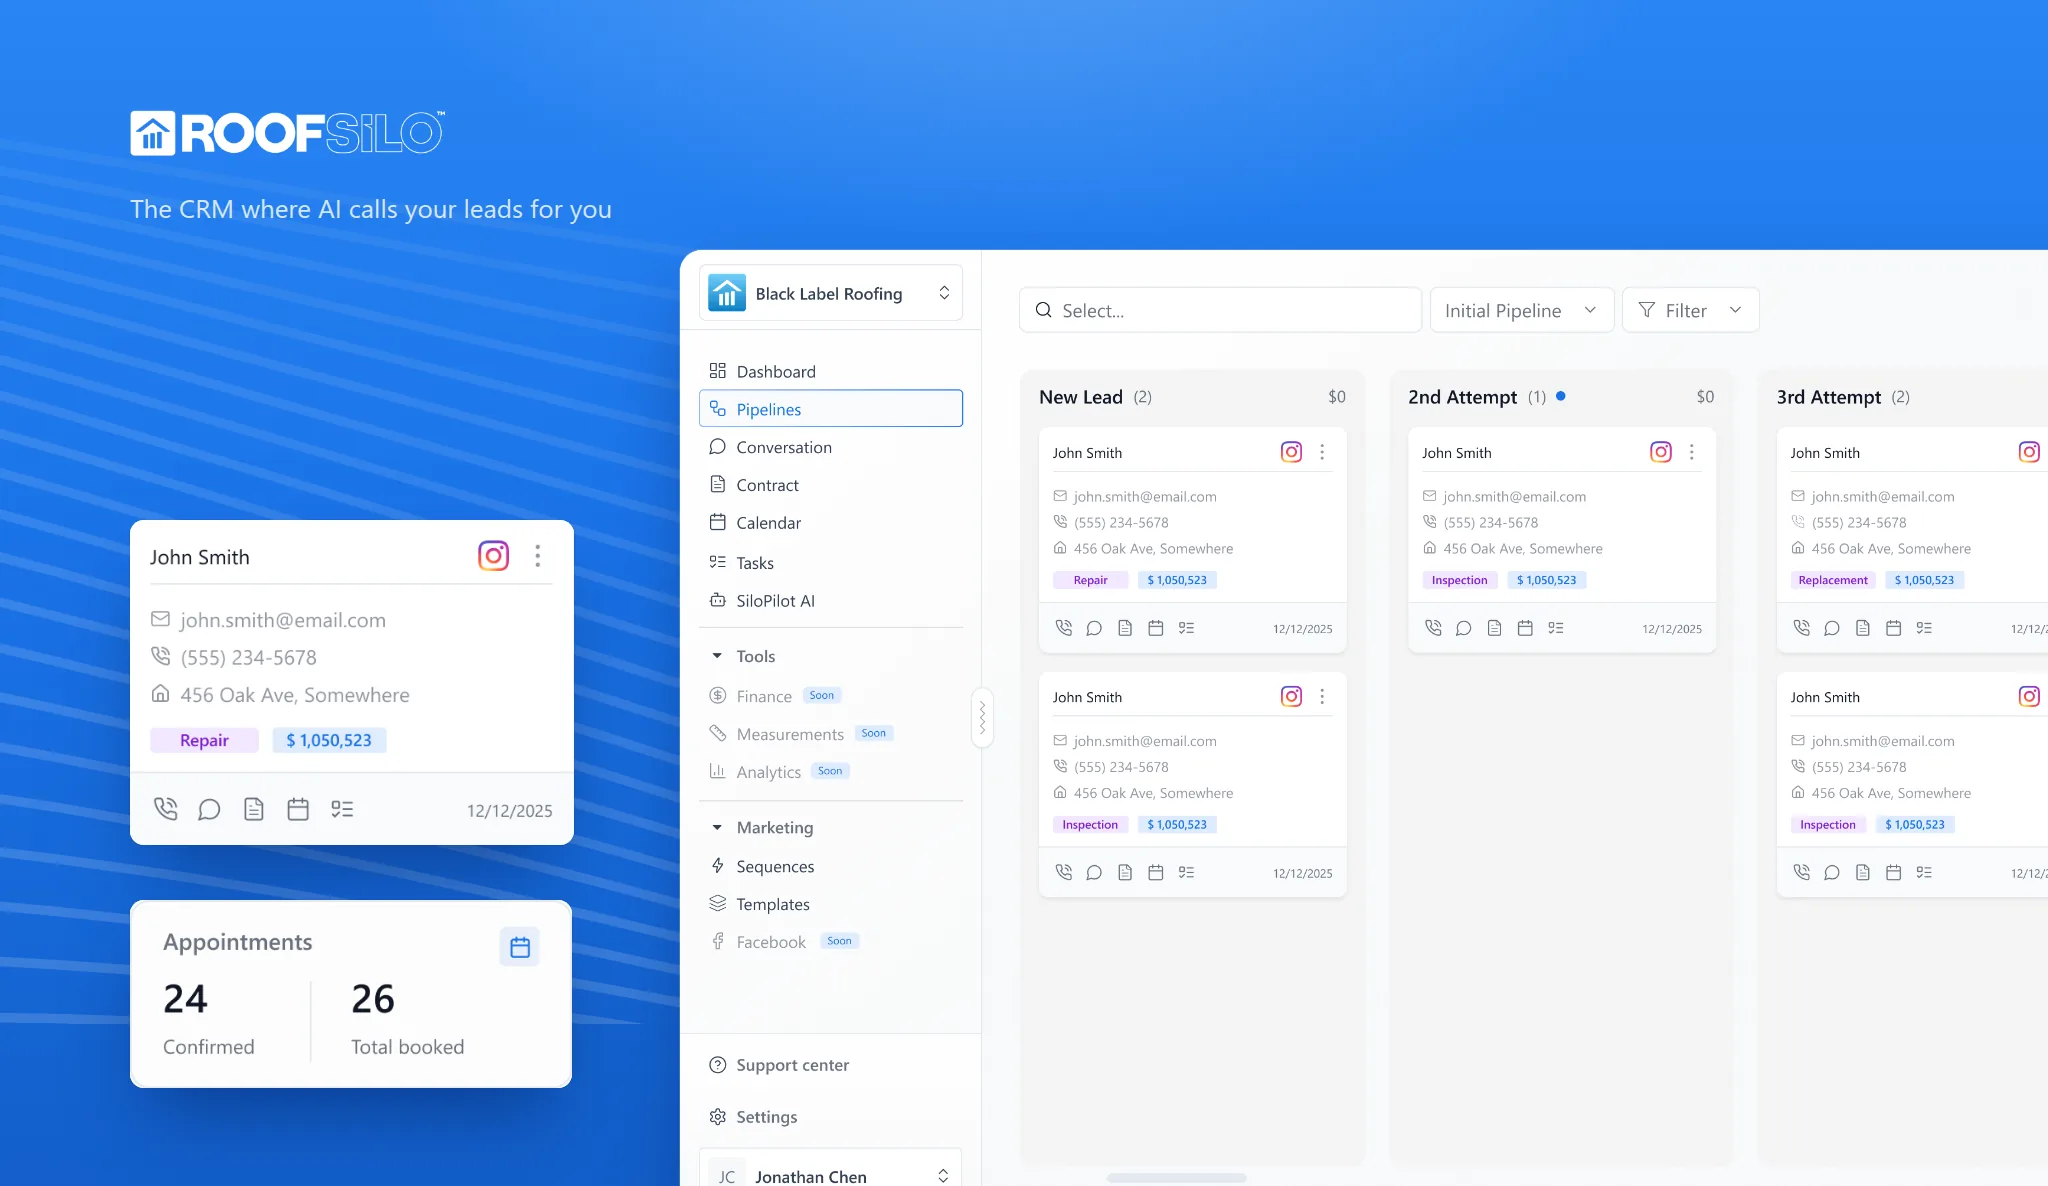 ROOFSiLO™
The CRM where AI calls your leads for you
John Smith
john.smith@email.com
(555) 234-5678
456 Oak Ave, Somewhere
Repair $ 1,050,523
12/12/2025
Appointments
24 26
Confirmed Total booked
Black Label Roofing
Dashboard
Pipelines
Conversation
Contract
Calendar
Tasks
SiloPilot AI
Tools
Finance Soon
Measurements Soon
Analytics Soon
Marketing
Sequences
Templates
Facebook Soon
Support center
Settings
JC Jonathan Chen
Select... Initial Pipeline Filter
New Lead (2) $0
John Smith
john.smith@email.com
(555) 234-5678
456 Oak Ave, Somewhere
Repair $ 1,050,523
12/12/2025
John Smith
john.smith@email.com
(555) 234-5678
456 Oak Ave, Somewhere
Inspection $ 1,050,523
12/12/2025
2nd Attempt (1) $0
John Smith
john.smith@email.com
(555) 234-5678
456 Oak Ave, Somewhere
Inspection $ 1,050,523
12/12/2025
3rd Attempt (2)
John Smith
john.smith@email.com
(555) 234-5678
456 Oak Ave, Somewhere
Replacement $ 1,050,523
12/12/
John Smith
john.smith@email.com
(555) 234-5678
456 Oak Ave, Somewhere
Inspection $ 1,050,523
12/12/